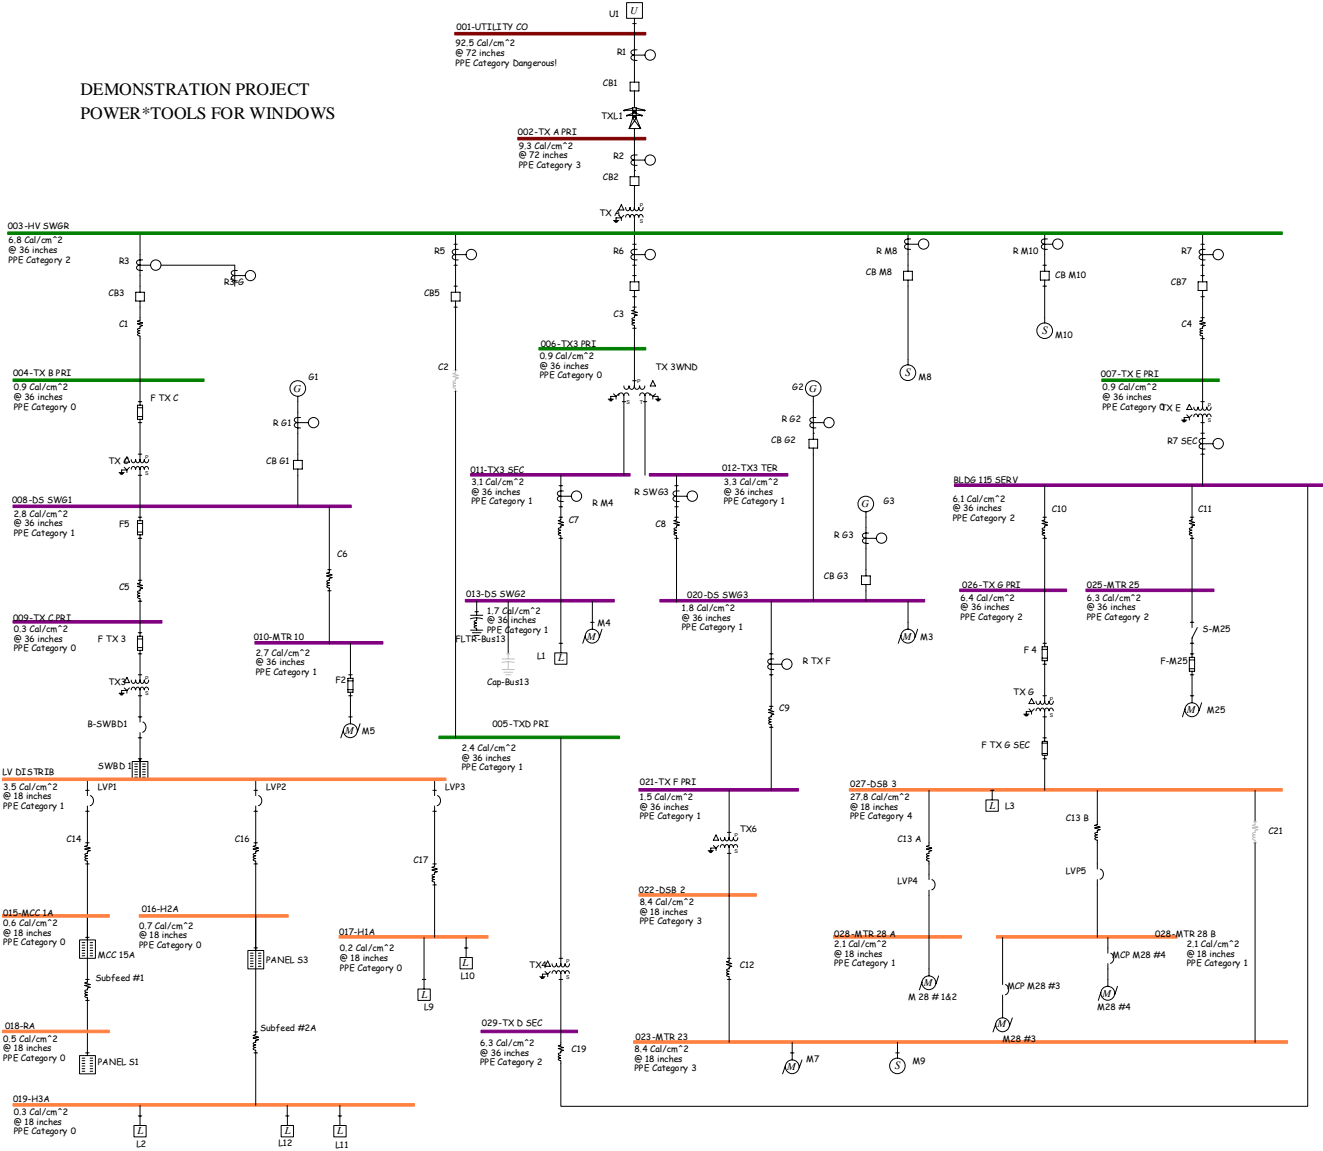 U1
U
001-UTILITY CO
92.5 Cal/cm^2
@ 72 inches
PPE Category Dangerous!
R1
CB1
DEMONSTRATION PROJECT
POWER*TOOLS FOR WINDOWS
TXL1
002-TX A PRI
9.3 Cal/cm^2
@ 72 inches
PPE Category 3
R2
CB2
TX A
P
S
003-HV SWGR
6.8 Cal/cm^2
@ 36 inches
PPE Category 2
R3
R3-G
CB3
C1
R5
CB5
C2
R6
C3
R M8
CB M8
S
M8
R M10
CB M10
S
M10
R7
CB7
C4
006-TX3 PRI
0.9 Cal/cm^2
@ 36 inches
PPE Category 0
TX 3WND
P
S
T
004-TX B PRI
0.9 Cal/cm^2
@ 36 inches
PPE Category 0
F TX C
P
S
G
G1
R G1
CB G1
G2
G
R G2
CB G2
007-TX E PRI
0.9 Cal/cm^2
@ 36 inches
PPE Category 0
TX E
P
S
R7 SEC
011-TX3 SEC
3.1 Cal/cm^2
@ 36 inches
PPE Category 1
R M4
C7
012-TX3 TER
3.3 Cal/cm^2
@ 36 inches
PPE Category 1
R SWG3
C8
G
G3
R G3
CB G3
BLDG 115 SERV
6.1 Cal/cm^2
@ 36 inches
PPE Category 2
C10
C11
008-DS SWG1
2.8 Cal/cm^2
@ 36 inches
PPE Category 1
F5
C5
C6
009-TX C PRI
0.3 Cal/cm^2
@ 36 inches
PPE Category 0
F TX 3
TX3
P
S
B-SWBD1
SWBD 1
010-MTR 10
2.7 Cal/cm^2
@ 36 inches
PPE Category 1
F2
M
M5
013-DS SWG2
1.7 Cal/cm^2
@ 36 inches
PPE Category 1
FLTR-Bus13
Cap-Bus13
L1
L
M4
M
020-DS SWG3
1.8 Cal/cm^2
@ 36 inches
PPE Category 1
M
M3
R TX F
C9
026-TX G PRI
6.4 Cal/cm^2
@ 36 inches
PPE Category 2
F 4
TX G
P
S
F TX G SEC
025-MTR 25
6.3 Cal/cm^2
@ 36 inches
PPE Category 2
S-M25
F-M25
M
M25
005-TXD PRI
2.4 Cal/cm^2
@ 36 inches
PPE Category 1
LV DISTRIB
3.5 Cal/cm^2
@ 18 inches
PPE Category 1
LVP1
C14
LVP2
C16
LVP3
C17
021-TX F PRI
1.5 Cal/cm^2
@ 36 inches
PPE Category 1
TX6
P
S
027-DSB 3
27.8 Cal/cm^2
@ 18 inches
PPE Category 4
L
L3
C13 A
LVP4
C13 B
LVP5
C21
022-DSB 2
8.4 Cal/cm^2
@ 18 inches
PPE Category 3
C12
015-MCC 1A
0.6 Cal/cm^2
@ 18 inches
PPE Category 0
MCC 15A
Subfeed #1
016-H2A
0.7 Cal/cm^2
@ 18 inches
PPE Category 0
PANEL S3
Subfeed #2A
017-H1A
0.2 Cal/cm^2
@ 18 inches
PPE Category 0
L
L9
L
L10
TX4
P
S
028-MTR 28 A
2.1 Cal/cm^2
@ 18 inches
PPE Category 1
M
M 28 #1&2
028-MTR 28 B
2.1 Cal/cm^2
@ 18 inches
PPE Category 1
MCP M28 #4
M
M28 #4
MCP M28 #3
M
M28 #3
018-RA
0.5 Cal/cm^2
@ 18 inches
PPE Category 0
PANEL S1
029-TX D SEC
6.3 Cal/cm^2
@ 36 inches
PPE Category 2
C19
023-MTR 23
8.4 Cal/cm^2
@ 18 inches
PPE Category 3
M
M7
S
M9
019-H3A
0.3 Cal/cm^2
@ 18 inches
PPE Category 0
L
L2
L
L12
L
L11